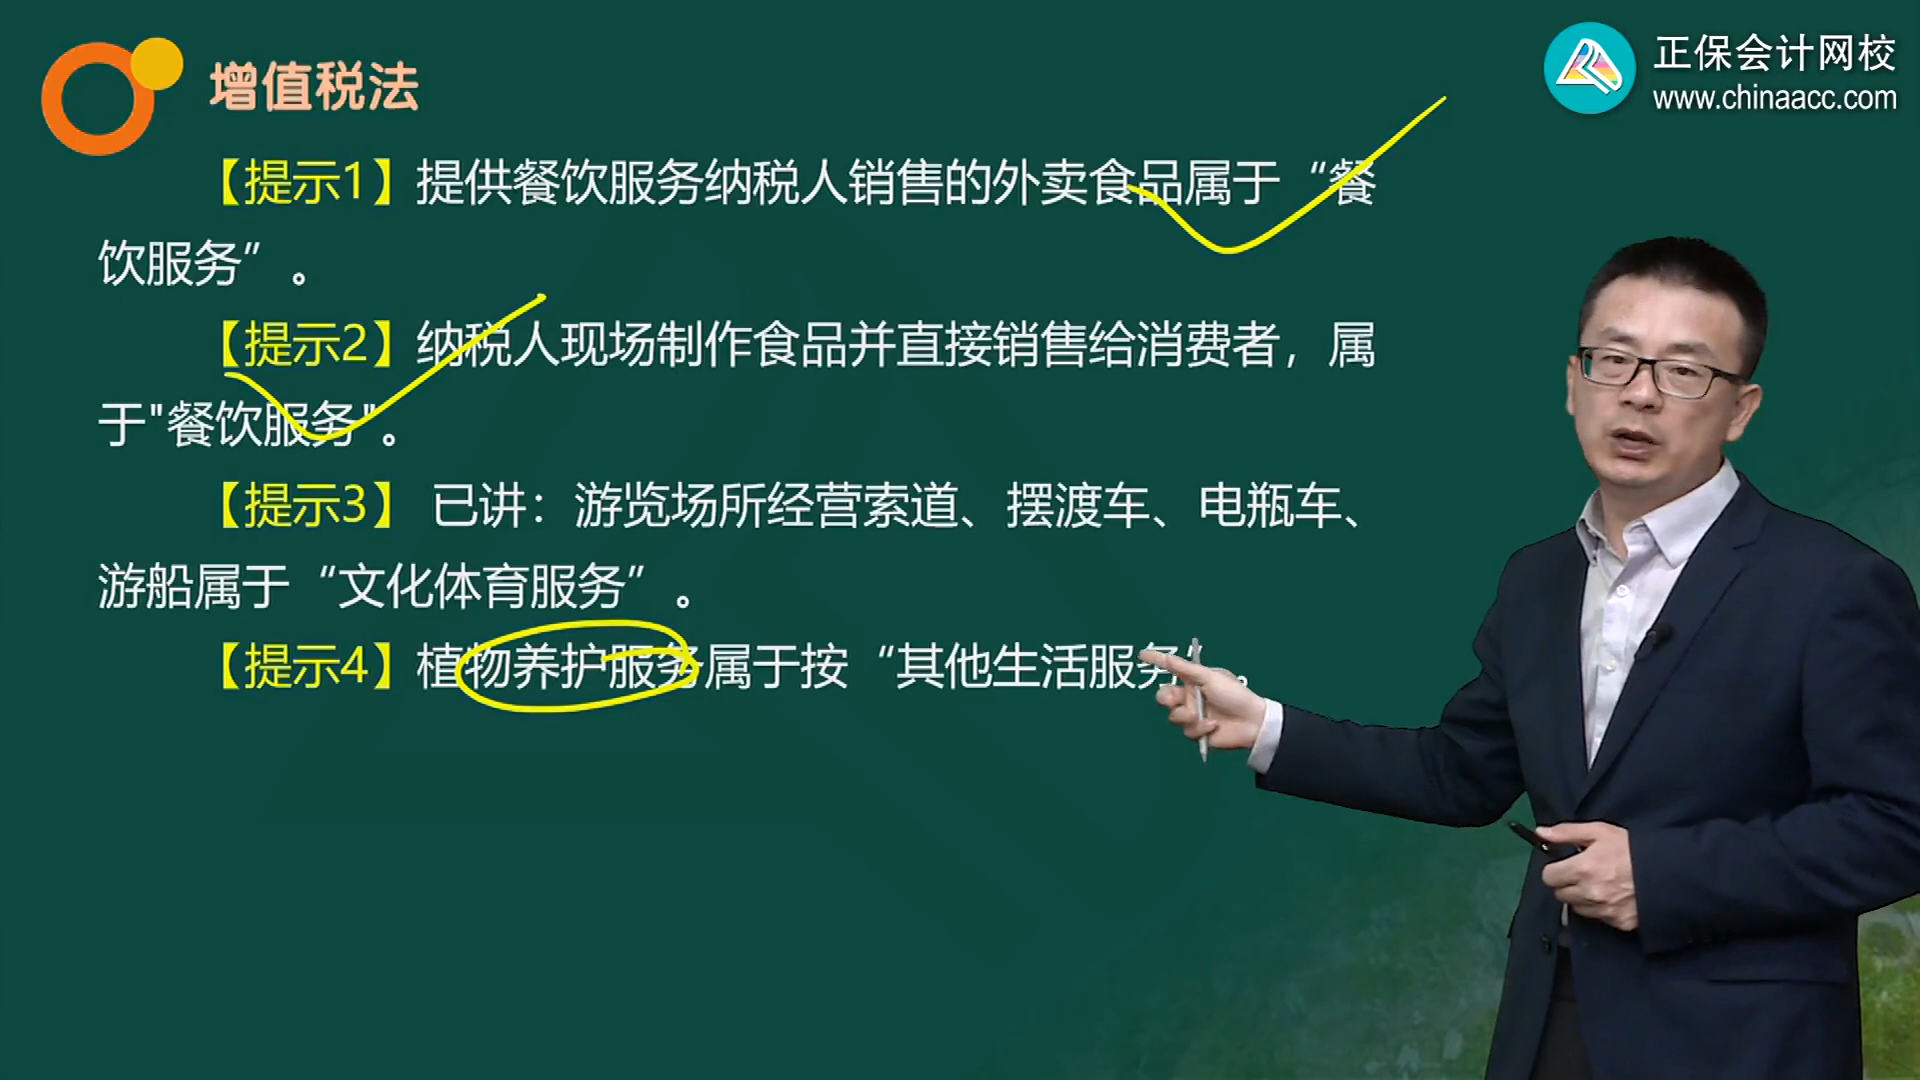 增值税法
正保会计网校
www.chinaacc.com
【提示1】提供餐饮服务纳税人销售的外卖食品属于“餐
饮服务”。
【提示2】纳税人现场制作食品并直接销售给消费者，属
于"餐饮服务"。
【提示3】 已讲：游览场所经营索道、摆渡车、电瓶车、
游船属于“文化体育服务”。
【提示4】植物养护服务属于按“其他生活服务”。